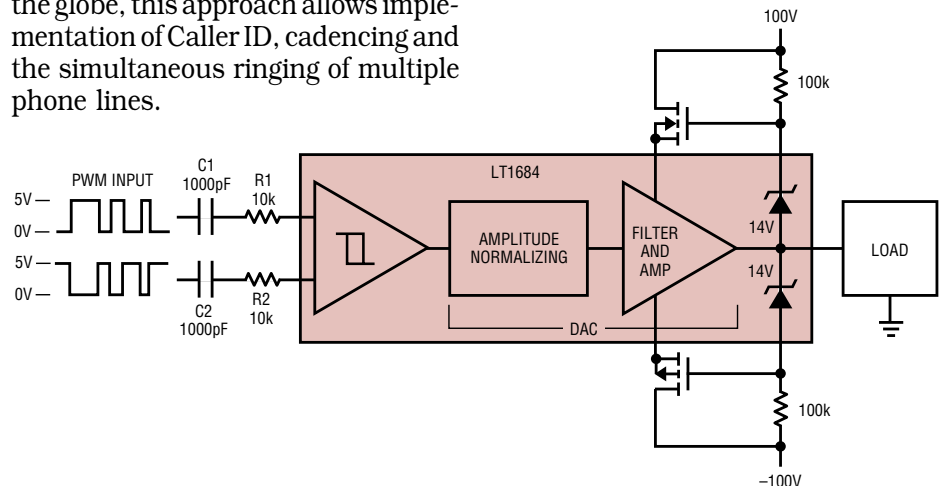 the globe, this approach allows imple-
mentation of Caller ID, cadencing and
the simultaneous ringing of multiple
phone lines.
100V
100k
LT1684
PWM INPUT
5V
0V
5V
0V
C1
1000pF
R1
10k
R2
10k
C2
1000pF
AMPLITUDE
NORMALIZING
FILTER
AND
AMP
DAC
14V
14V
LOAD
100k
–100V